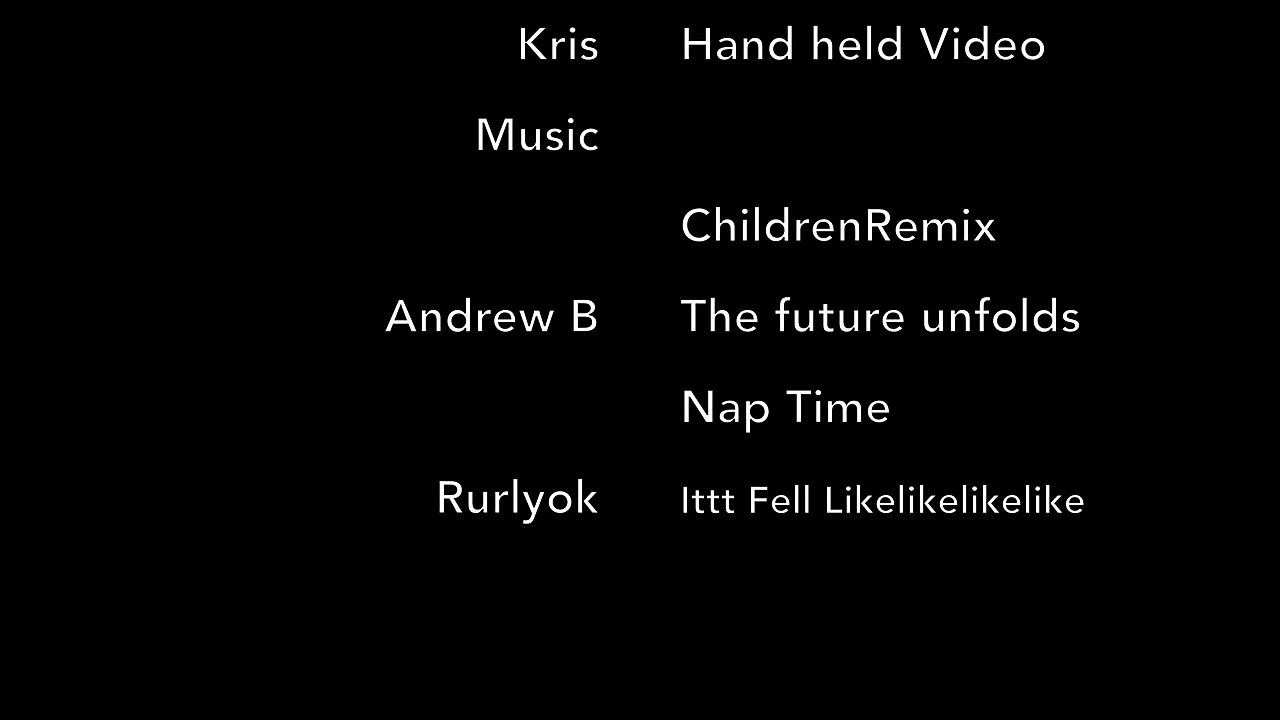 Kris Hand held Video
Music
ChildrenRemix
Andrew B The future unfolds
Nap Time
Rurlyok Ittt Fell Likelikelikelike